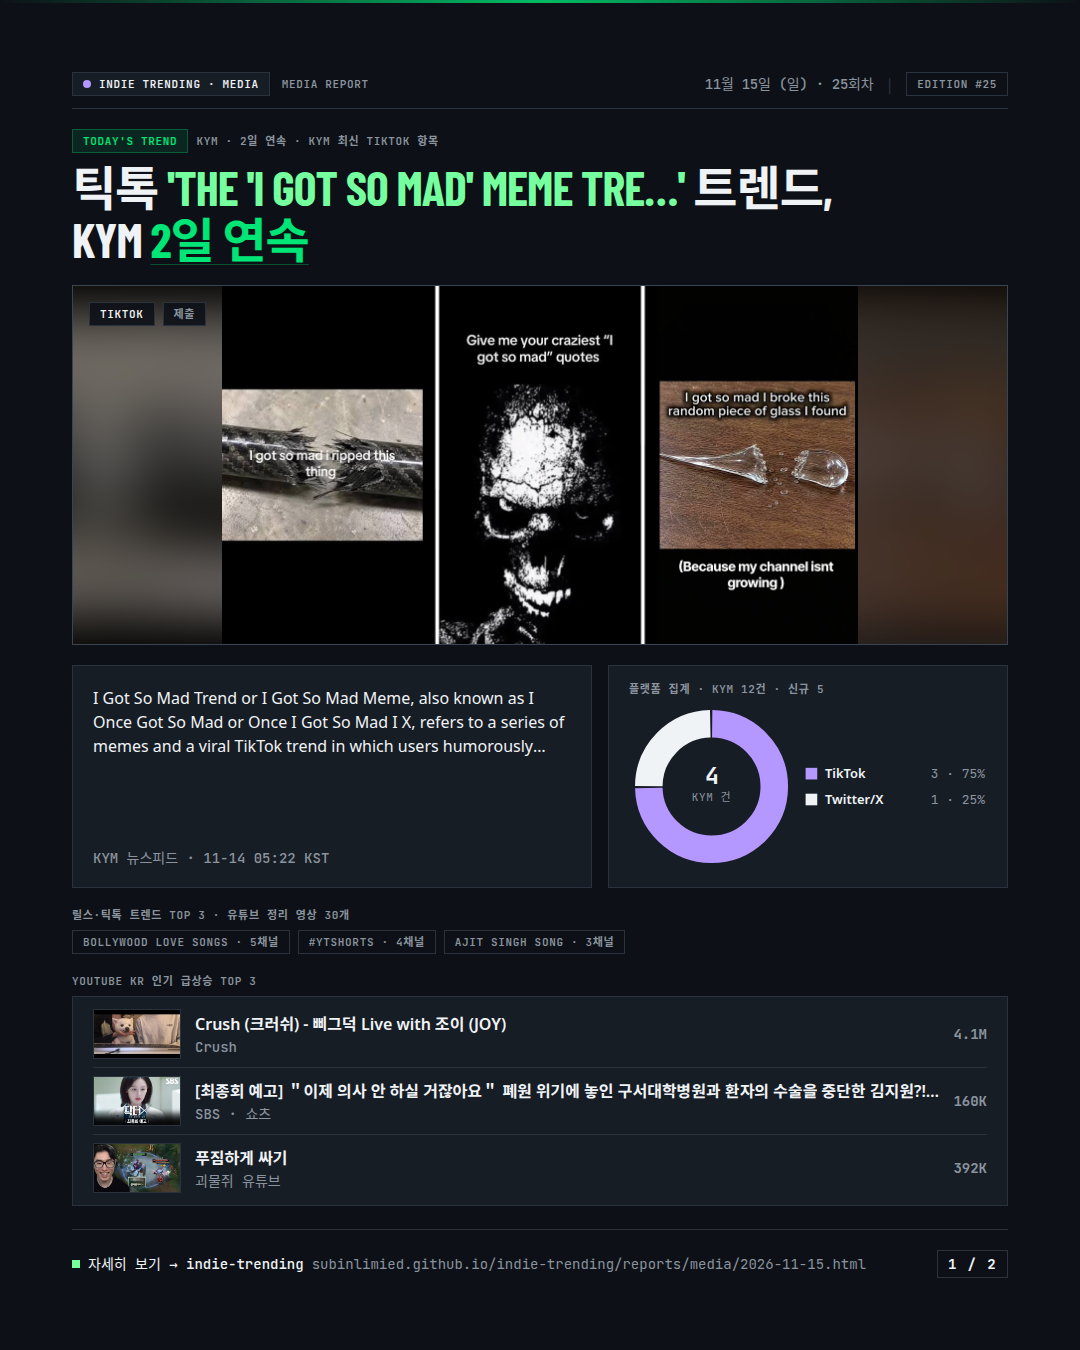 INDIE TRENDING · MEDIA
MEDIA REPORT
11월 15일 (일) · 25회차
EDITION #25
TODAY'S TREND
KYM · 2일 연속 · KYM 최신 TIKTOK 항목
틱톡 'THE 'I GOT SO MAD' MEME TRE...' 트렌드,
KYM 2일 연속
TIKTOK
제출
I got so mad i ripped this
thing
Give me your craziest “I
got so mad” quotes
I got so mad I broke this
random piece of glass I found
(Because my channel isnt
growing )
I Got So Mad Trend or I Got So Mad Meme, also known as I
Once Got So Mad or Once I Got So Mad I X, refers to a series of
memes and a viral TikTok trend in which users humorously...
KYM 뉴스피드 · 11-14 05:22 KST
플랫폼 집계 · KYM 12건 · 신규 5
4
KYM 건
TikTok 3 · 75%
Twitter/X 1 · 25%
릴스·틱톡 트렌드 TOP 3 · 유튜브 정리 영상 30개
BOLLYWOOD LOVE SONGS · 5채널
#YTSHORTS · 4채널
AJIT SINGH SONG · 3채널
YOUTUBE KR 인기 급상승 TOP 3
Crush (크러쉬) - 삐그덕 Live with 조이 (JOY)
Crush
4.1M
SBS
[최종회 예고] ＂이제 의사 안 하실 거잖아요＂ 폐원 위기에 놓인 구서대학병원과 환자의 수술을 중단한 김지원?!...
SBS · 쇼츠
160K
푸짐하게 싸기
괴물쥐 유튜브
392K
자세히 보기 → indie-trending subinlimied.github.io/indie-trending/reports/media/2026-11-15.html
1 / 2